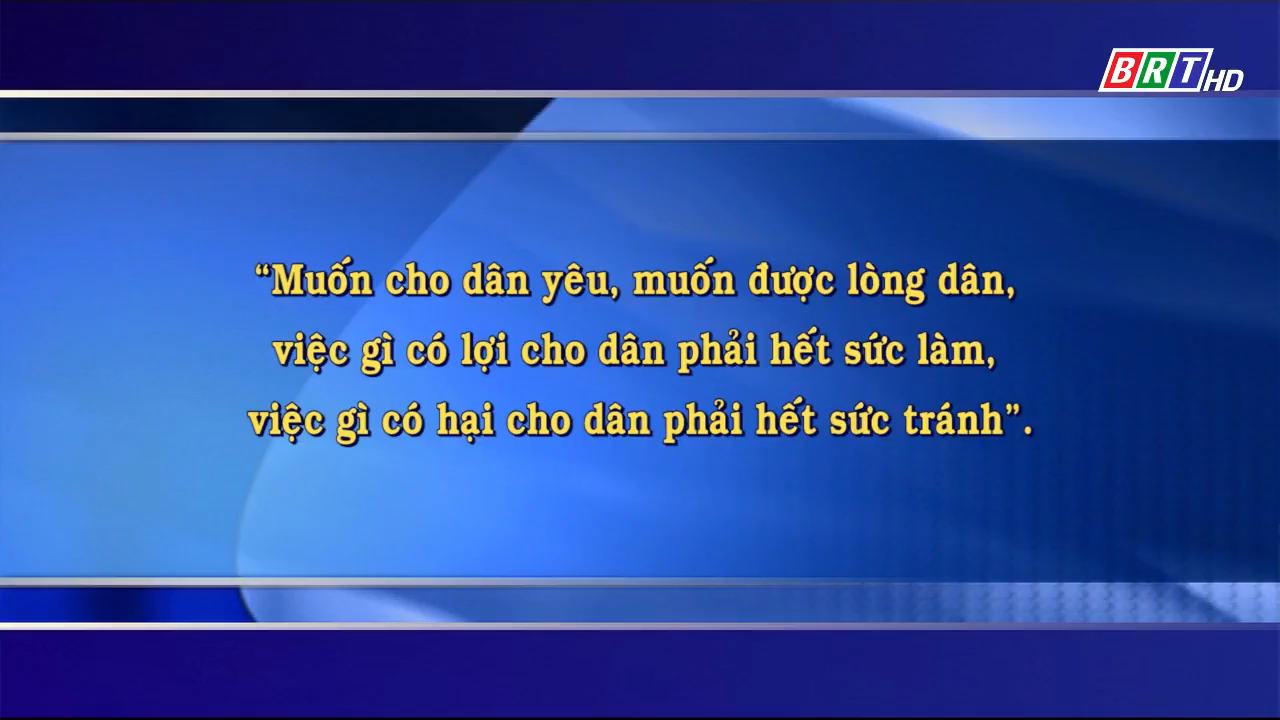 BRT HD
“Muốn cho dân yêu, muốn được lòng dân,
việc gì có lợi cho dân phải hết sức làm,
việc gì có hại cho dân phải hết sức tránh”.